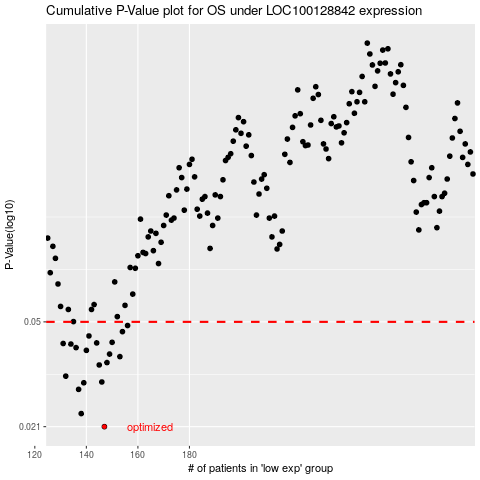 Cumulative P-Value plot for OS under LOC100128842 expression
P-Value(log10)
0.05
0.021
optimized
120 140 160 180
# of patients in 'low exp' group